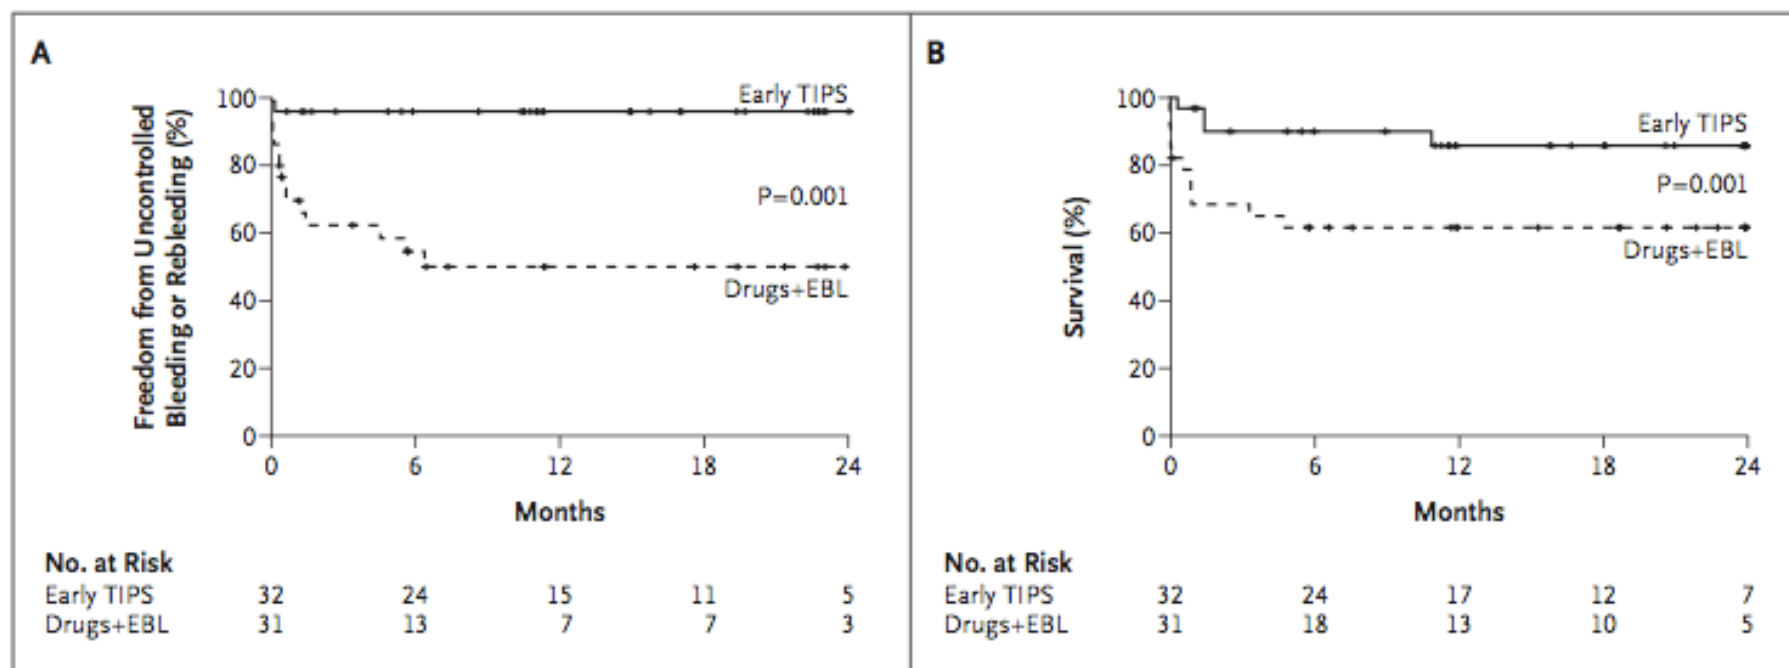 A
Freedom from Uncontrolled
Bleeding or Rebleeding (%)
100
80
60
40
20
0
Early TIPS
P=0.001
Drugs+EBL
0 6 12 18 24
Months
No. at Risk
Early TIPS 32 24 15 11 5
Drugs+EBL 31 13 7 7 3
B
Survival (%)
100
80
60
40
20
0
Early TIPS
P=0.001
Drugs+EBL
0 6 12 18 24
Months
No. at Risk
Early TIPS 32 24 17 12 7
Drugs+EBL 31 18 13 10 5